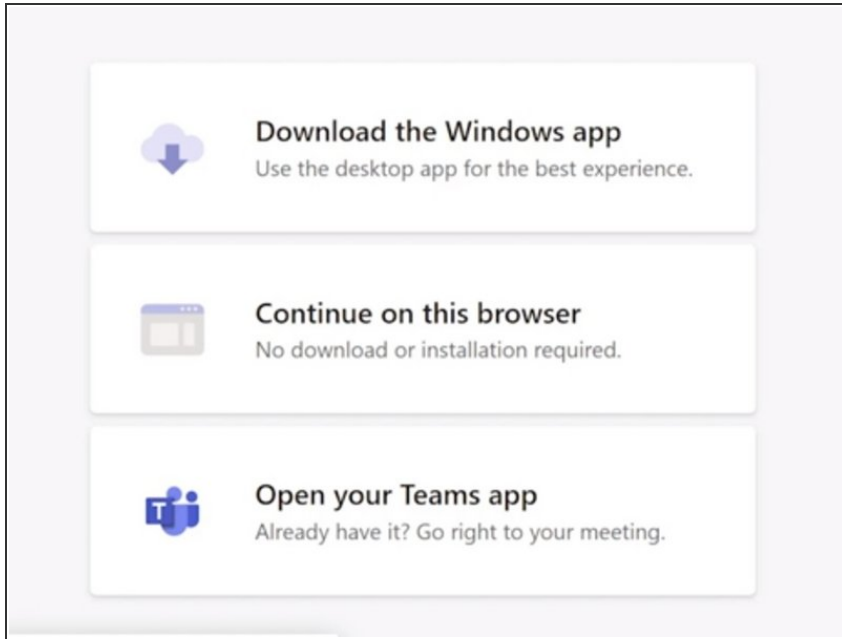 Download the Windows app
Use the desktop app for the best experience.
Continue on this browser
No download or installation required.
T
Open your Teams app
Already have it? Go right to your meeting.